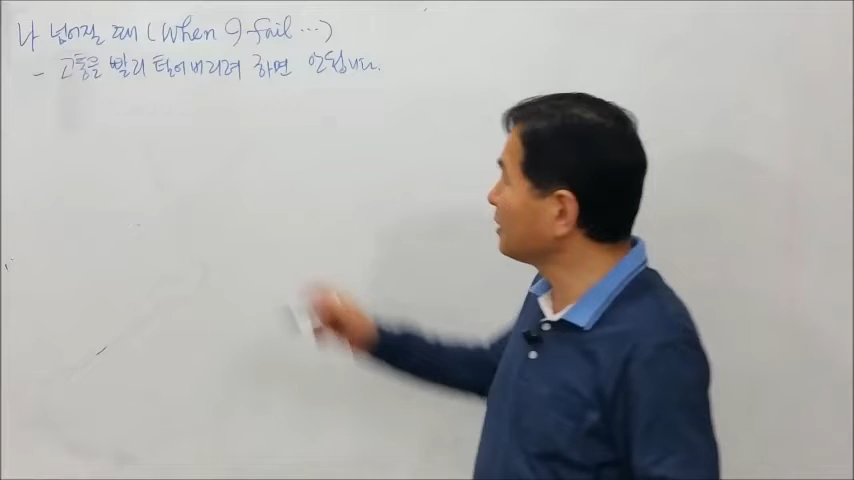 나 넘어질 때 (When I fail...)
- 고통을 빨리 털어버리려 하면 안됩니다.